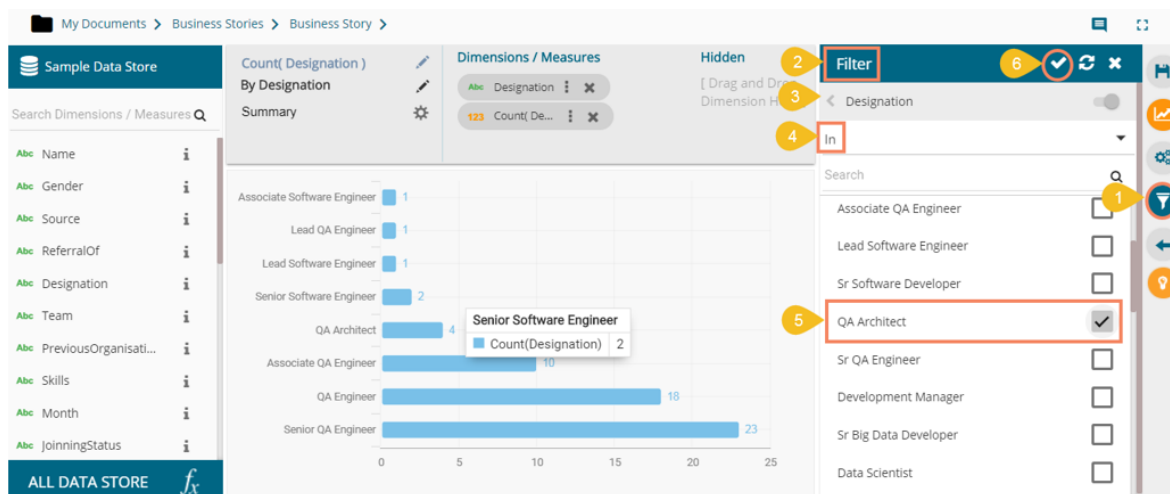 My Documents > Business Stories > Business Story >
Sample Data Store
Search Dimensions / Measures
Abc Name i
Abc Gender i
Abc Source i
Abc ReferralOf i
Abc Designation i
Abc Team i
Abc PreviousOrganisati... i
Abc Skills i
Abc Month i
Abc JoinningStatus i
ALL DATA STORE fx
Count( Designation )
By Designation
Summary
Dimensions / Measures
Abc Designation
123 Count( De...
Hidden
[ Drag and Drop
Dimension
Associate Software Engineer 1
Lead QA Engineer 1
Lead Software Engineer 1
Senior Software Engineer 2
QA Architect 4
Associate QA Engineer 10
QA Engineer 18
Senior QA Engineer 23
0 5 10 15 20 25
Senior Software Engineer
Count(Designation) 2
2 Filter 6
3 < Designation
4 In
Search
1
Associate QA Engineer
Lead Software Engineer
Sr Software Developer
5 QA Architect
Sr QA Engineer
Development Manager
Sr Big Data Developer
Data Scientist